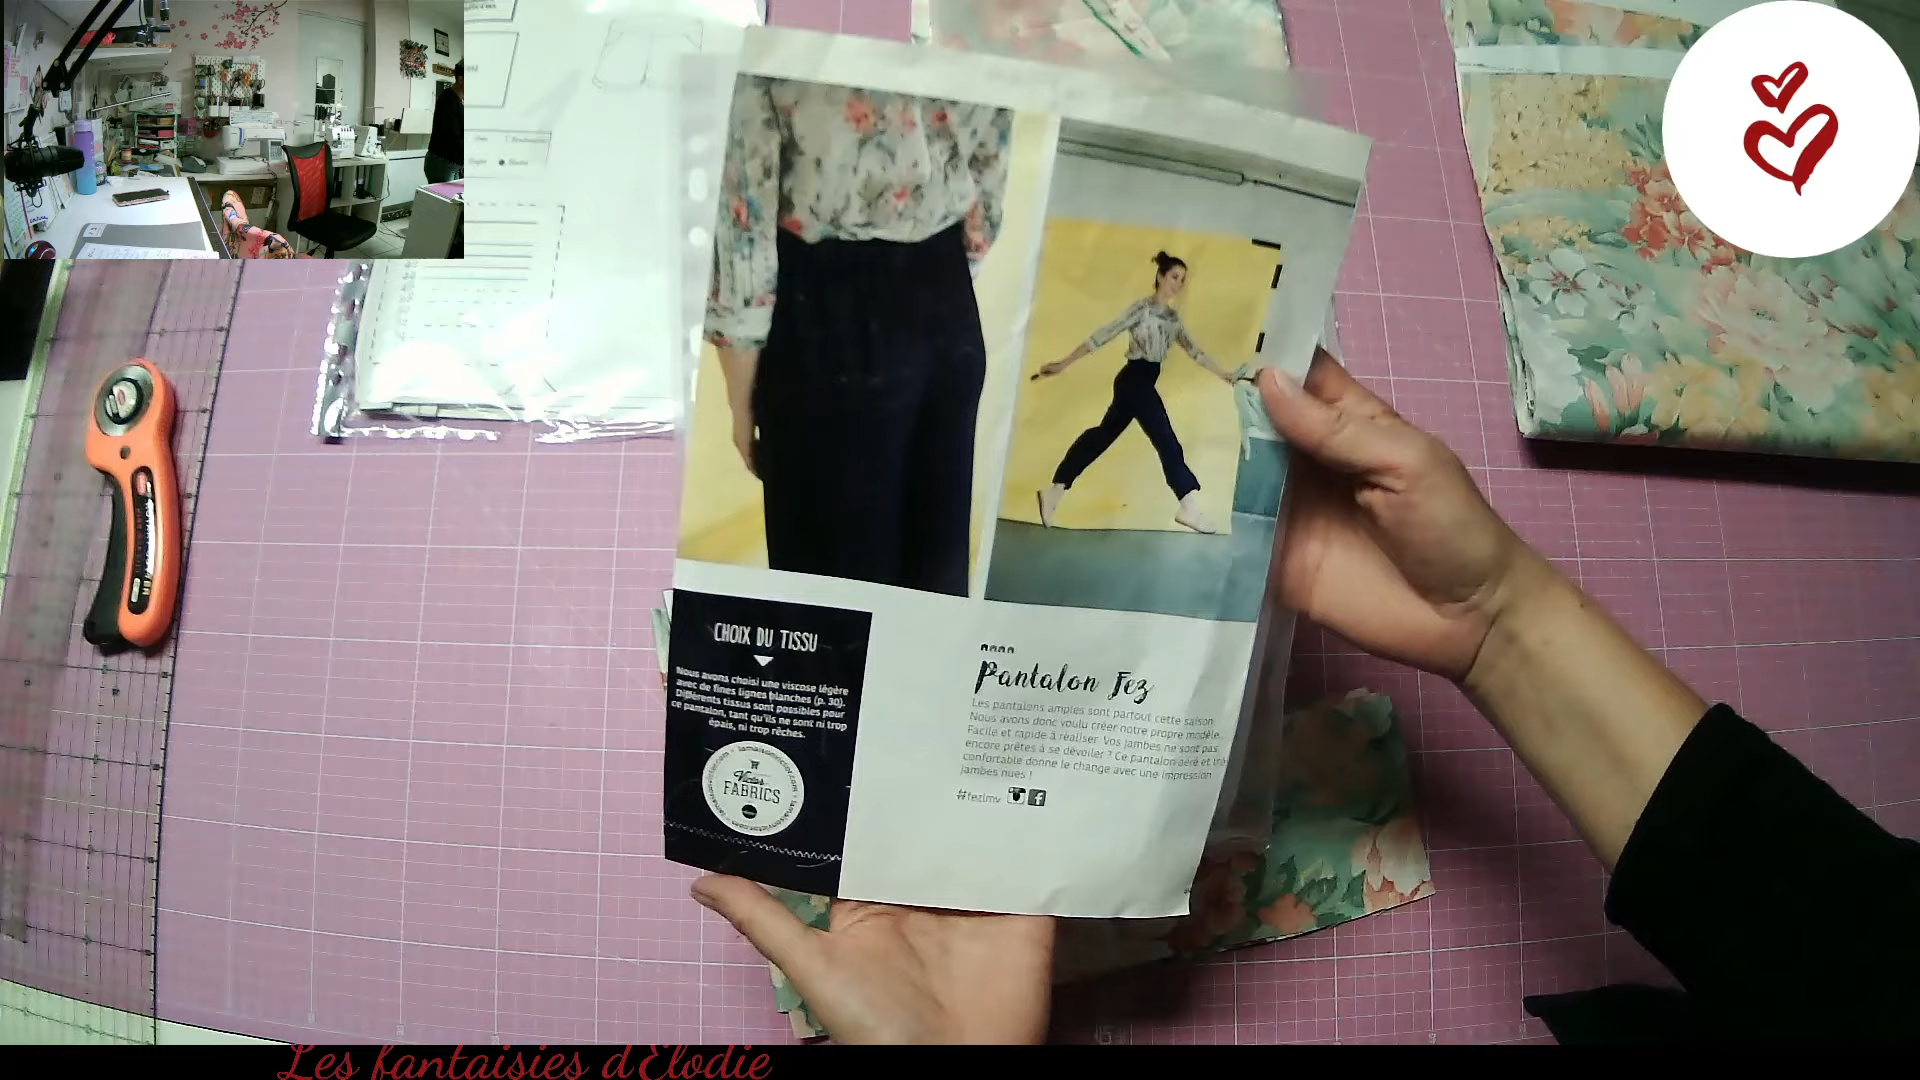 CHOIX DU TISSU
Nous avons choisi une viscose légère
avec de fines lignes blanches (p. 30).
Différents tissus sont possibles pour
ce pantalon, tant qu'ils ne sont ni trop
épais, ni trop rêches.
Victor
FABRICS
Pantalon Fez
Les pantalons amples sont partout cette saison.
Nous avons donc voulu créer notre propre modèle.
Facile et rapide à réaliser. Vos jambes ne sont pas
encore prêtes à se dévoiler ? Ce pantalon aéré et
confortable donne le change avec une impression
jambes nues !
#fezlmv
Les fantaisies d'Elodie